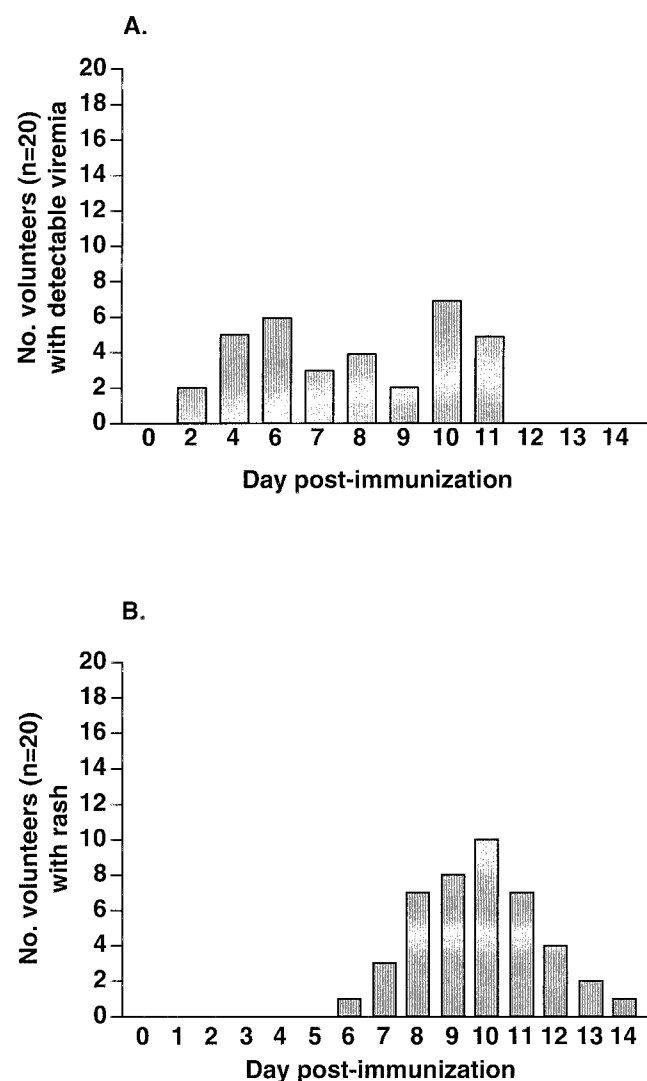 A.
No. volunteers (n=20)
with detectable viremia
20
18
16
14
12
10
8
6
4
2
0
0 2 4 6 7 8 9 10 11 12 13 14
Day post-immunization
B.
No. volunteers (n=20)
with rash
20
18
16
14
12
10
8
6
4
2
0
0 1 2 3 4 5 6 7 8 9 10 11 12 13 14
Day post-immunization